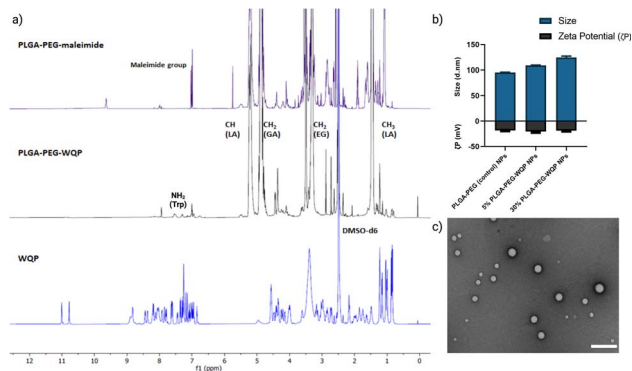 a)
PLGA-PEG-maleimide
Maleimide group
CH
(LA)
CH2
(GA)
CH2
(EG)
CH3
(LA)
PLGA-PEG-WQP
NH2
(Trp)
DMSO-d6
WQP
12 11 10 9 8 7 6 5 4 3 2 1 0
f1 (ppm)
b)
Size
Zeta Potential (ζP)
Size (d.nm)
150
100
50
0
ζP (mV)
-50
PLGA-PEG (control) NPs
5% PLGA-PEG-WQP NPs
30% PLGA-PEG-WQP NPs
c)